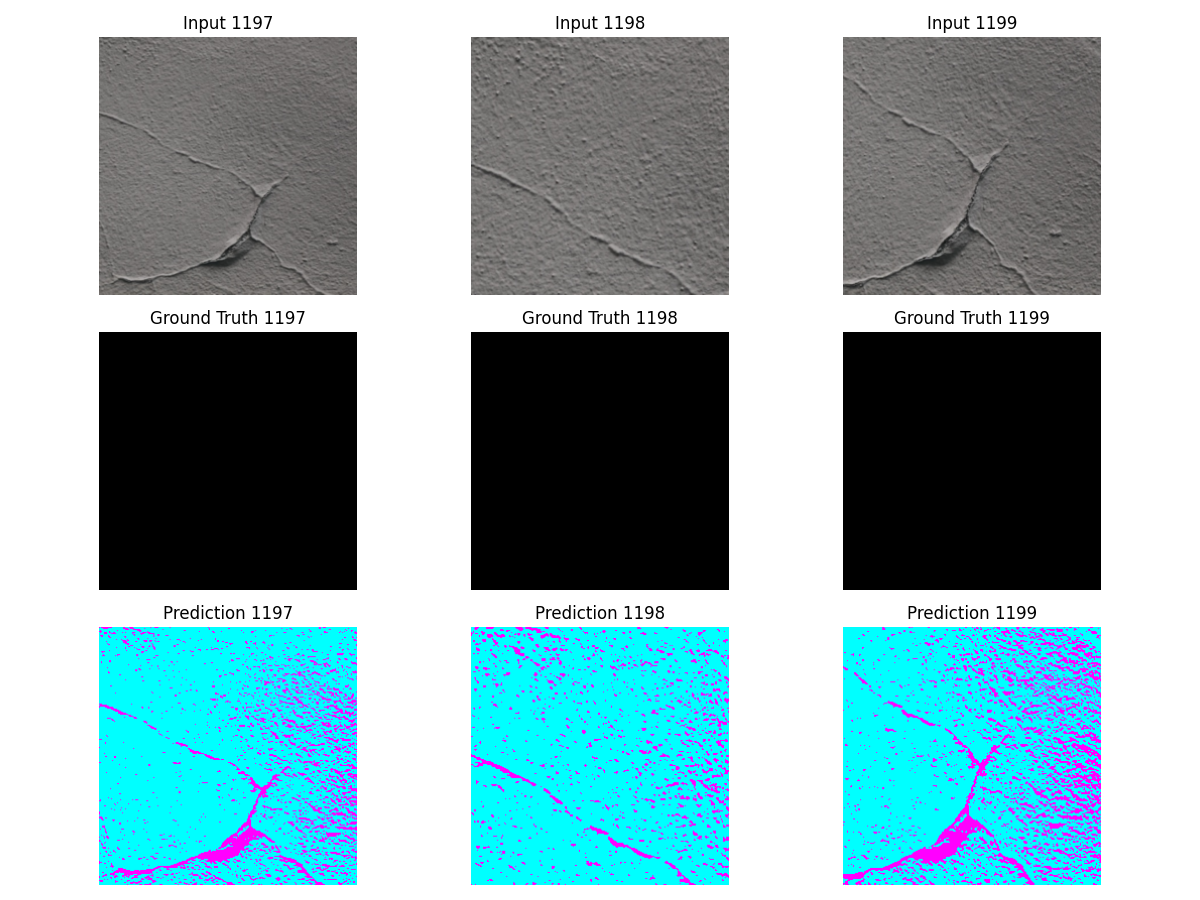 Input 1197
Input 1198
Input 1199
Ground Truth 1197
Ground Truth 1198
Ground Truth 1199
Prediction 1197
Prediction 1198
Prediction 1199